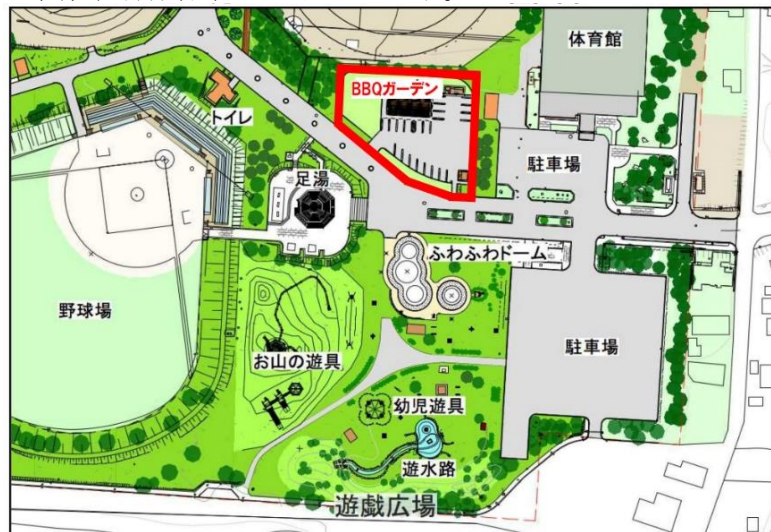 体育館
BBQガーデン
トイレ
駐車場
足湯
ふわふわドーム
野球場
お山の遊具
駐車場
幼児遊具
遊水路
遊戯広場